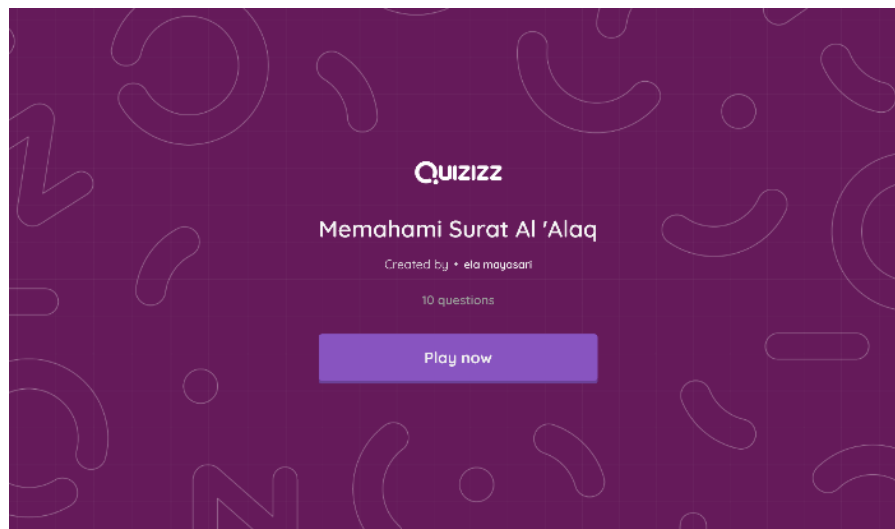 Quizizz
Memahami Surat Al 'Alaq
Created by • ela mayasari
10 questions
Play now